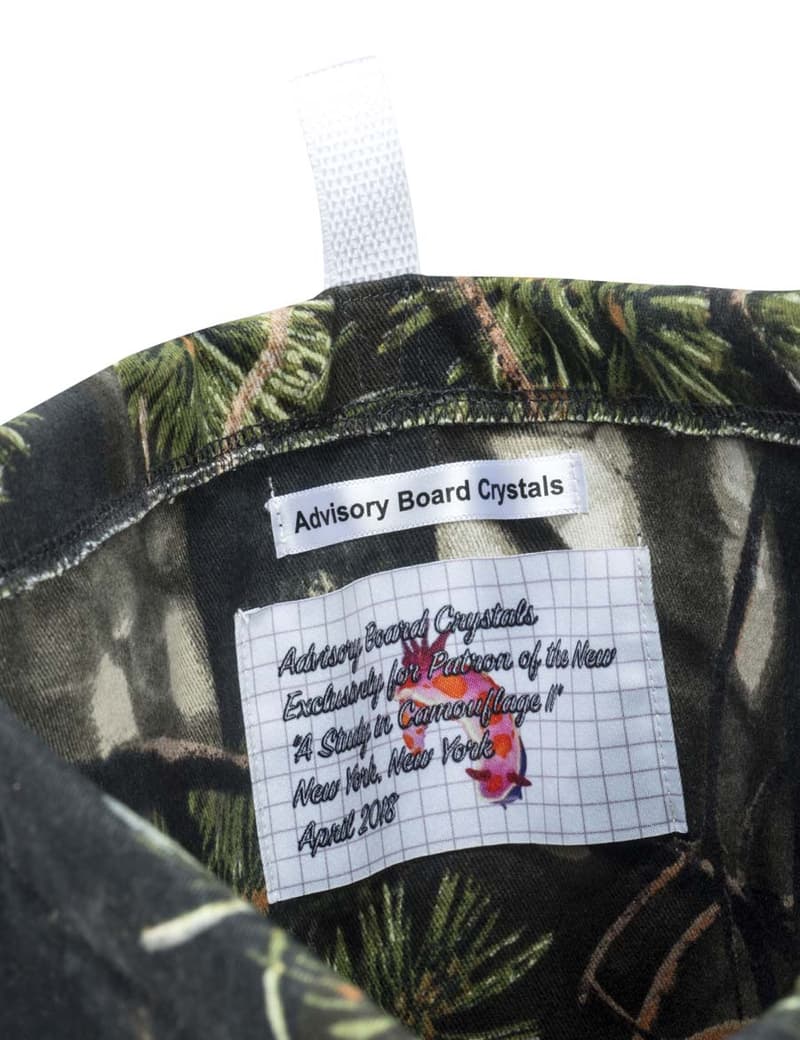 Advisory Board Crystals
Advisory Board Crystals
Exclusivly for Patron of the New
"A Study in Camouflage II"
New York, New York
April 2018